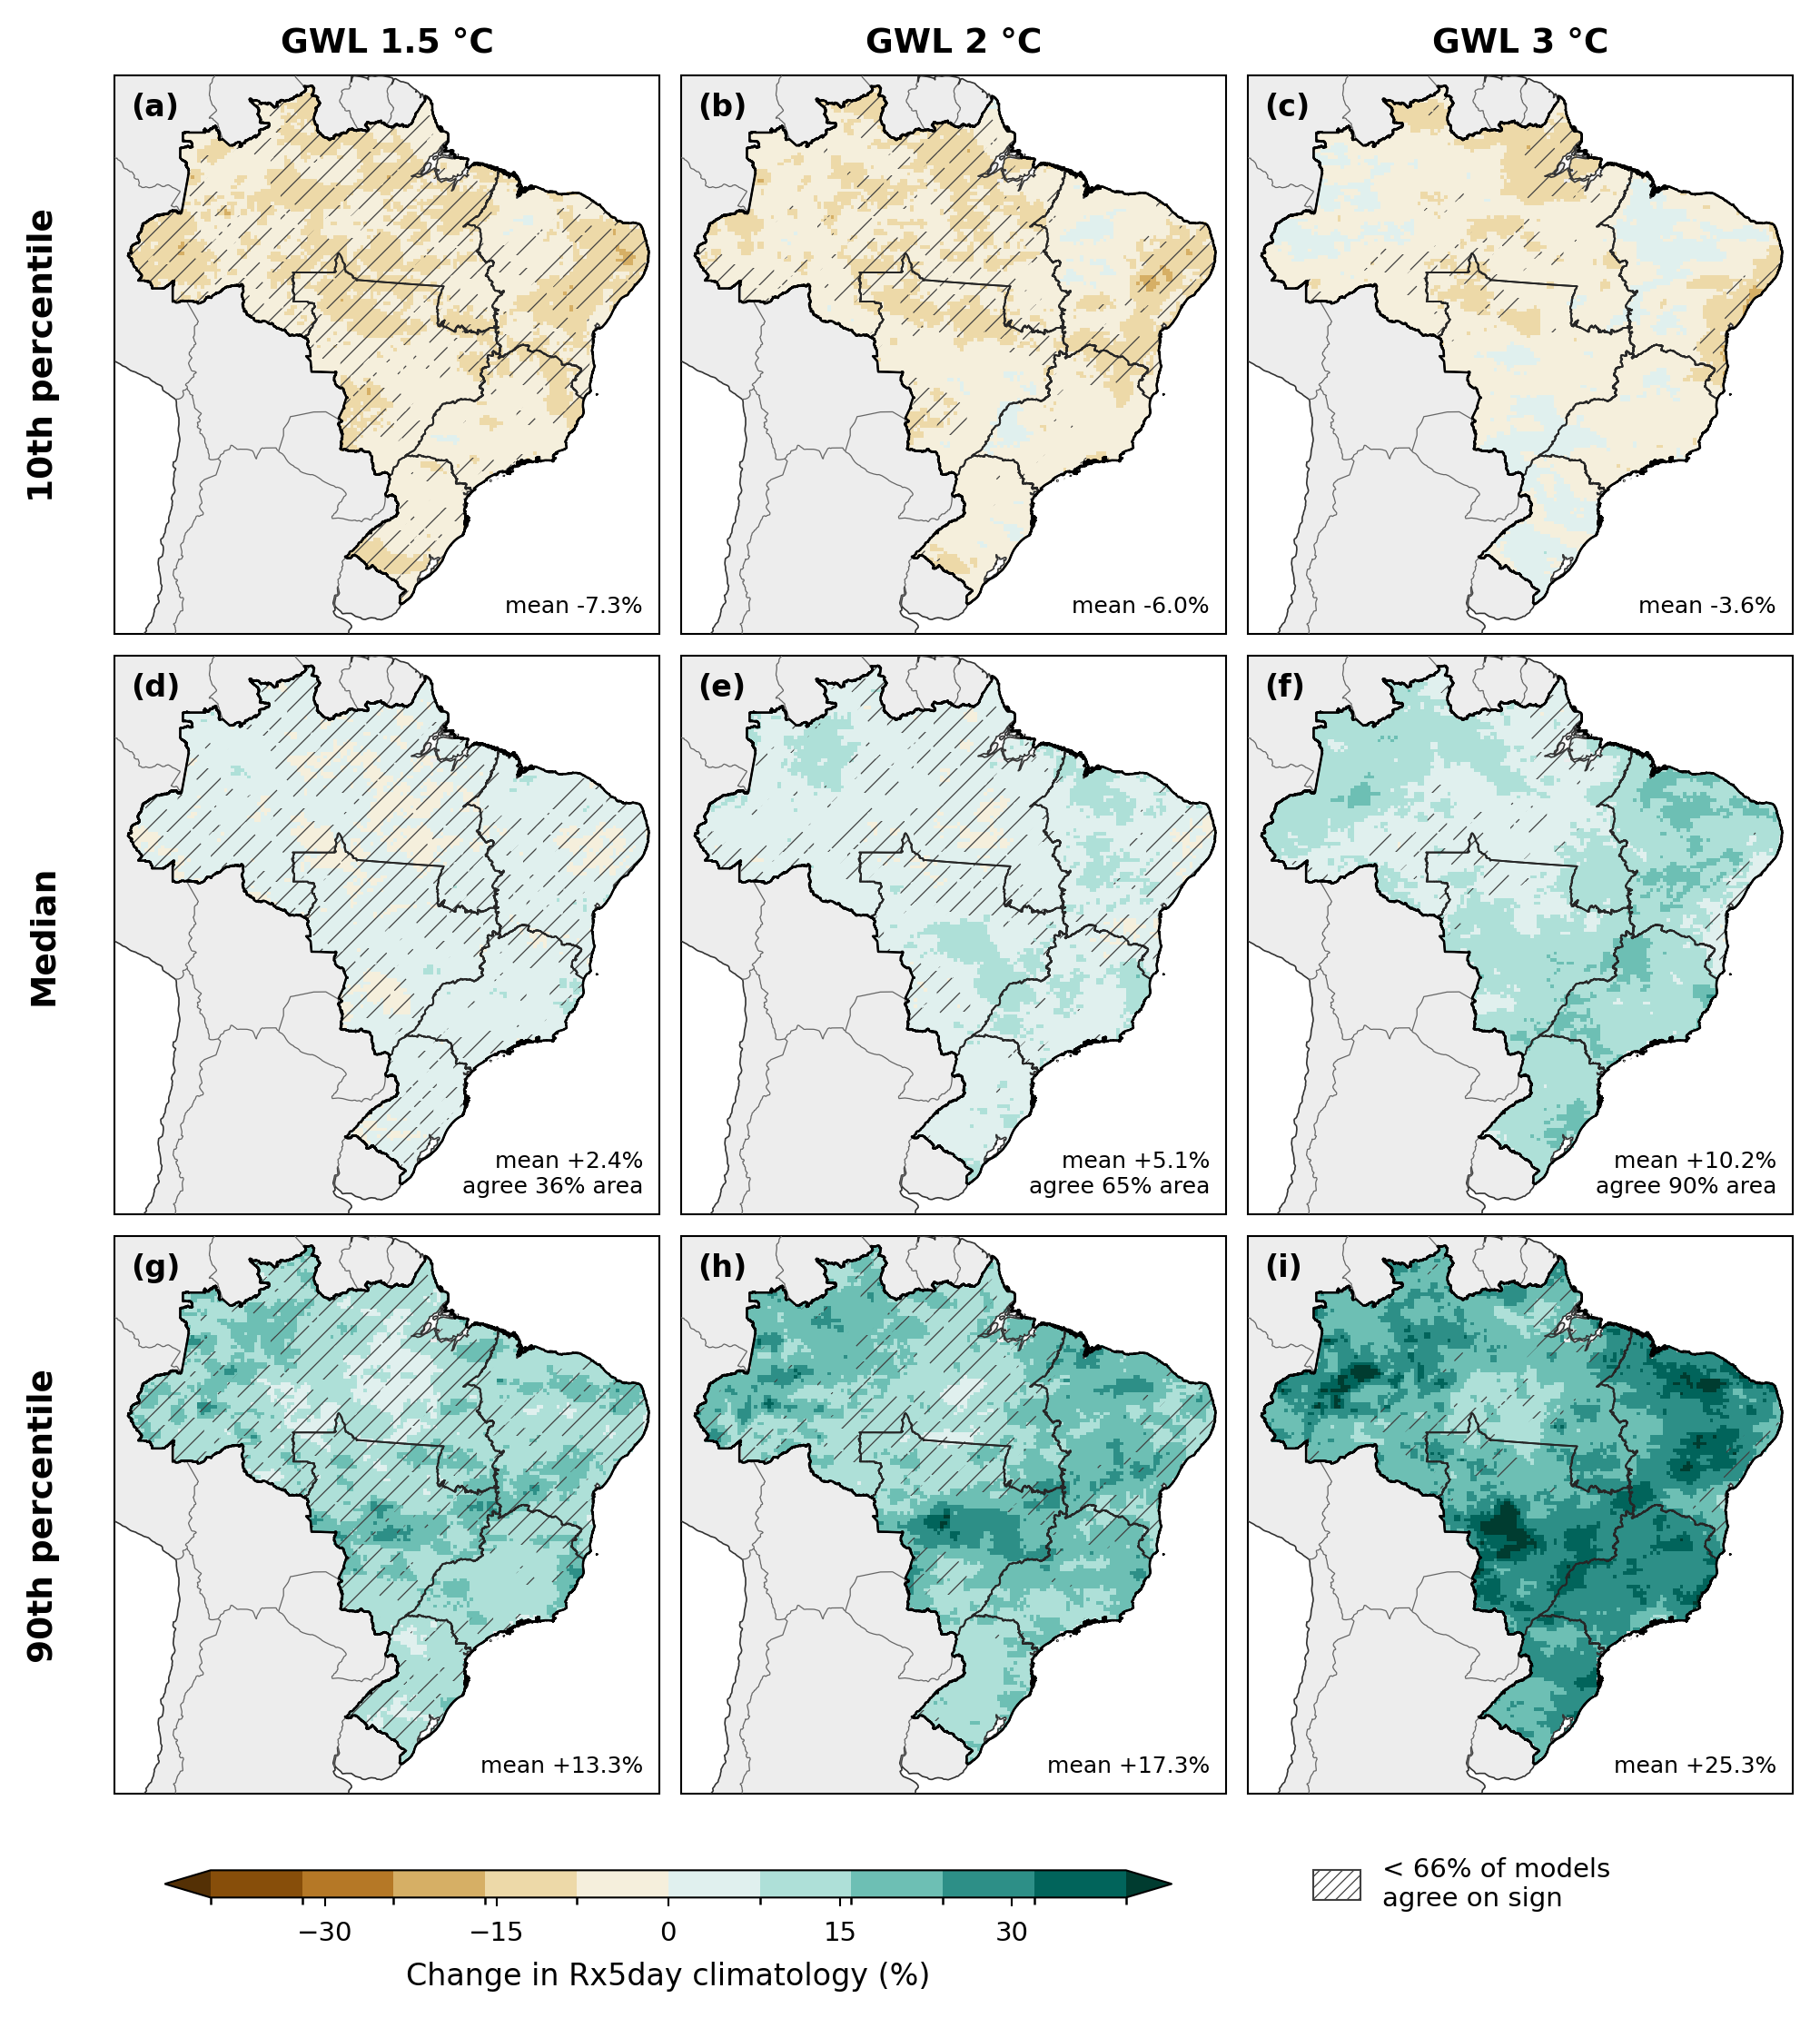 GWL 1.5 °C
GWL 2 °C
GWL 3 °C
10th percentile
(a)
mean -7.3%
(b)
mean -6.0%
(c)
mean -3.6%
Median
(d)
mean +2.4%
agree 36% area
(e)
mean +5.1%
agree 65% area
(f)
mean +10.2%
agree 90% area
90th percentile
(g)
mean +13.3%
(h)
mean +17.3%
(i)
mean +25.3%
−30
−15
0
15
30
Change in Rx5day climatology (%)
< 66% of models
agree on sign